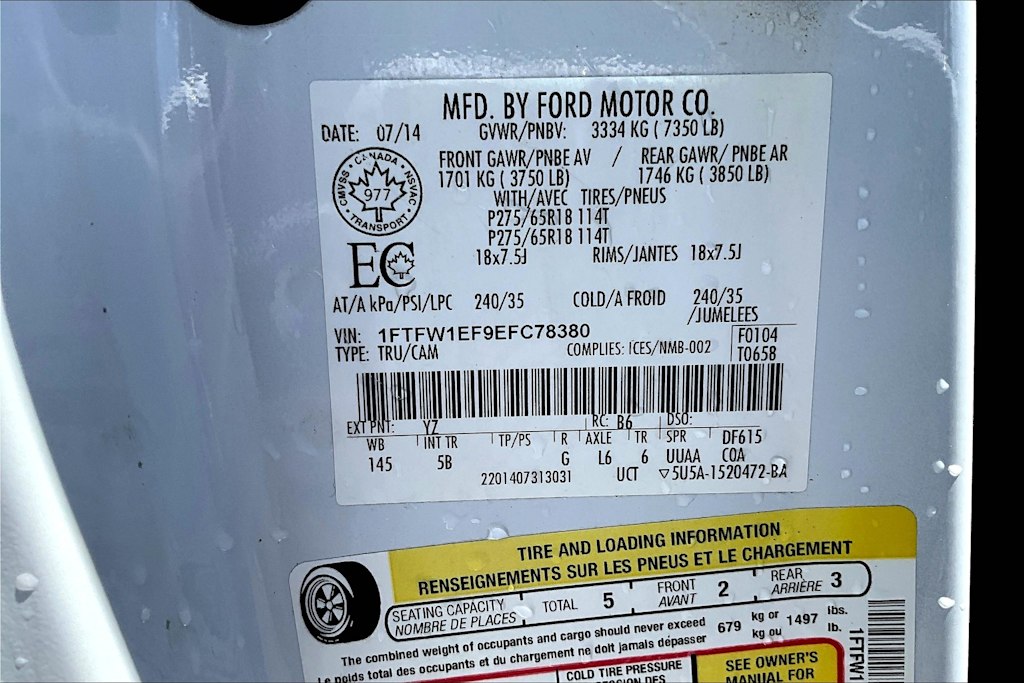 MFD. BY FORD MOTOR CO.
DATE: 07/14 GVWR/PNBV: 3334 KG ( 7350 LB)
FRONT GAWR/PNBE AV / REAR GAWR/ PNBE AR
1701 KG ( 3750 LB) 1746 KG ( 3850 LB)
WITH/AVEC TIRES/PNEUS
P275/65R18 114T
P275/65R18 114T
18x7.5J RIMS/JANTES 18x7.5J
CANADA NSVAC TRANSPORT CMVSS
977
EC
AT/A kPa/PSI/LPC 240/35 COLD/A FROID 240/35
/JUMELEES
VIN: 1FTFW1EF9EFC78380 F0104
TYPE: TRU/CAM COMPLIES: ICES/NMB-002 T0658
EXT PNT: YZ RC: B6 DSO:
WB INT TR TP/PS R AXLE TR SPR DF615
145 5B G L6 6 UUAA COA
2201407313031 UCT ▽5U5A-1520472-BA
TIRE AND LOADING INFORMATION
RENSEIGNEMENTS SUR LES PNEUS ET LE CHARGEMENT
SEATING CAPACITY TOTAL 5 FRONT 2 REAR 3
NOMBRE DE PLACES AVANT ARRIÈRE
The combined weight of occupants and cargo should never exceed 679 kg or 1497 lbs.
Le poids total des occupants et du chargement ne doit jamais dépasser kg ou lb.
COLD TIRE PRESSURE SEE OWNER'S
DES MANUAL FOR
1FTFW1